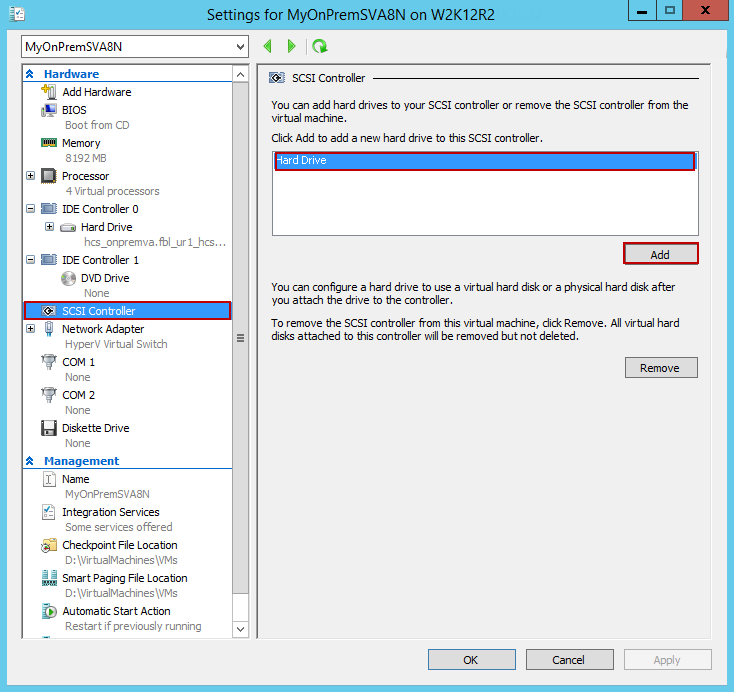 Settings for MyOnPremSVA8N on W2K12R2
MyOnPremSVA8N
Hardware
Add Hardware
BIOS
Boot from CD
Memory
8192 MB
Processor
4 Virtual processors
IDE Controller 0
Hard Drive
hcs_onpremva.fbl_ur1_hcs...
IDE Controller 1
DVD Drive
None
SCSI Controller
Network Adapter
HyperV Virtual Switch
COM 1
None
COM 2
None
Diskette Drive
None
Management
Name
MyOnPremSVA8N
Integration Services
Some services offered
Checkpoint File Location
D:\VirtualMachines\VMs
Smart Paging File Location
D:\VirtualMachines\VMs
Automatic Start Action
Restart if previously running
SCSI Controller
You can add hard drives to your SCSI controller or remove the SCSI controller from the
virtual machine.
Click Add to add a new hard drive to this SCSI controller.
Hard Drive
Add
You can configure a hard drive to use a virtual hard disk or a physical hard disk after
you attach the drive to the controller.
To remove the SCSI controller from this virtual machine, click Remove. All virtual hard
disks attached to this controller will be removed but not deleted.
Remove
OK
Cancel
Apply